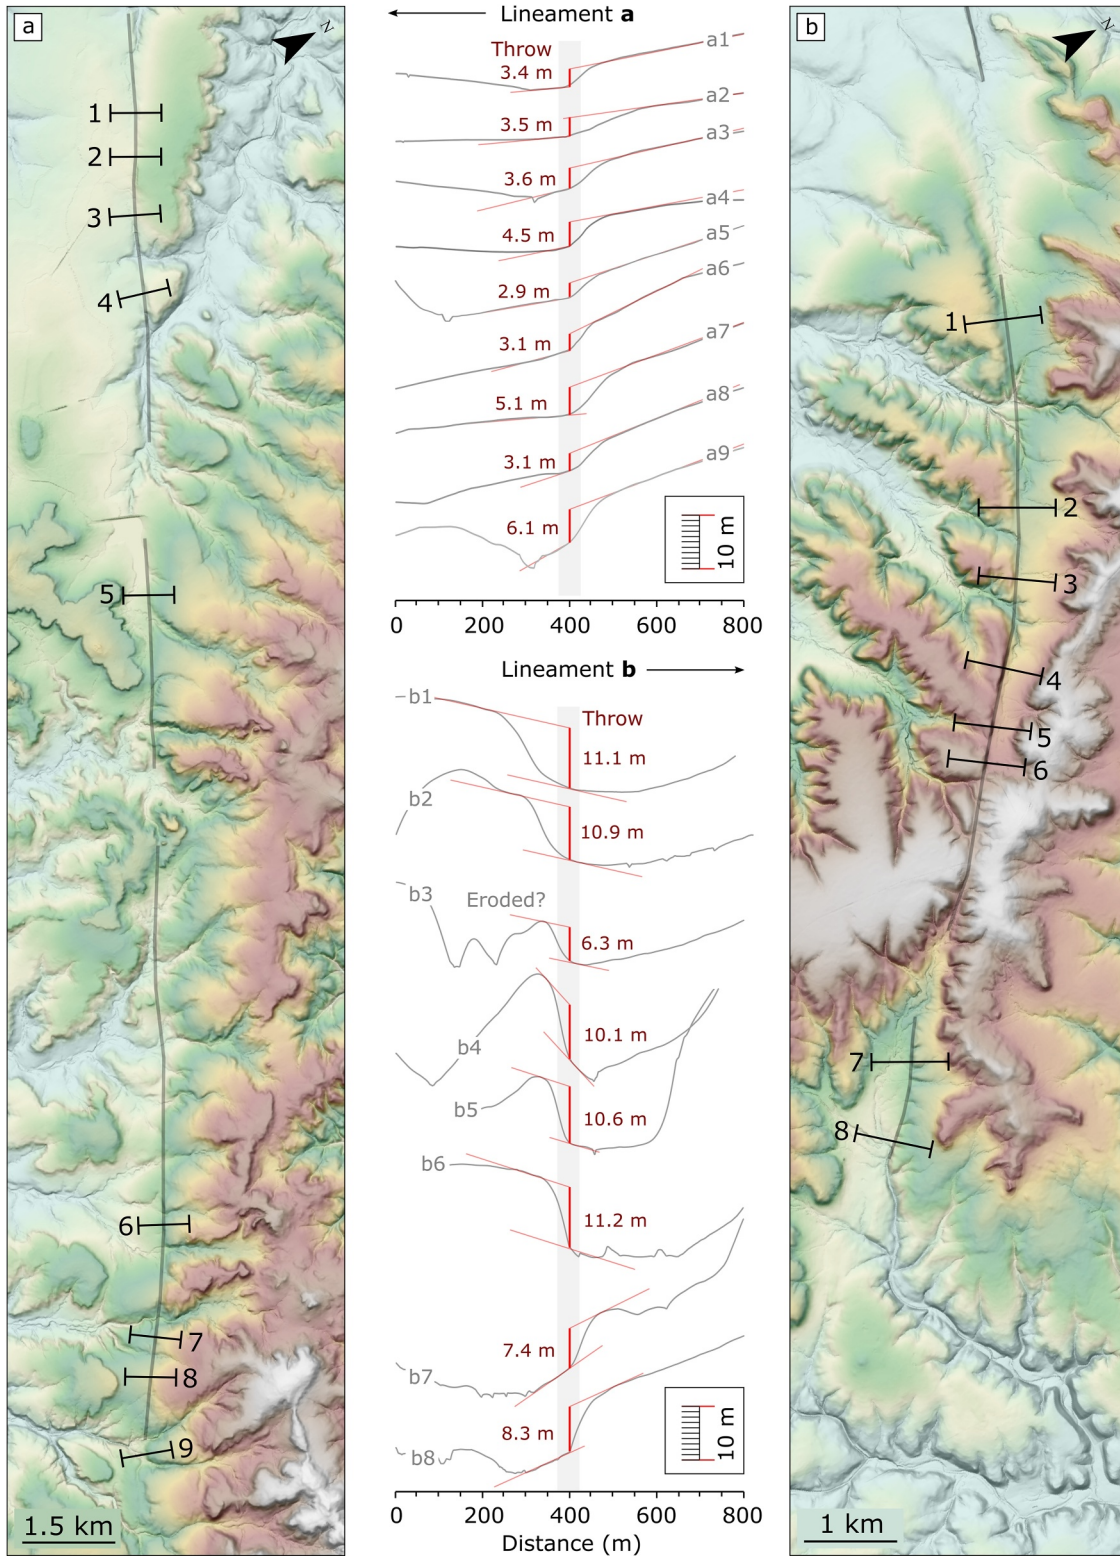 a
N
1
2
3
4
5
6
7
8
9
1.5 km
Lineament a
Throw
3.4 m
a1
3.5 m
a2
3.6 m
a3
4.5 m
a4
2.9 m
a5
3.1 m
a6
5.1 m
a7
3.1 m
a8
6.1 m
a9
10 m
0 200 400 600 800
Lineament b
b1
Throw
11.1 m
b2
10.9 m
b3
Eroded?
6.3 m
b4
10.1 m
b5
10.6 m
b6
11.2 m
b7
7.4 m
b8
8.3 m
10 m
0 200 400 600 800
Distance (m)
b
N
1
2
3
4
5
6
7
8
1 km